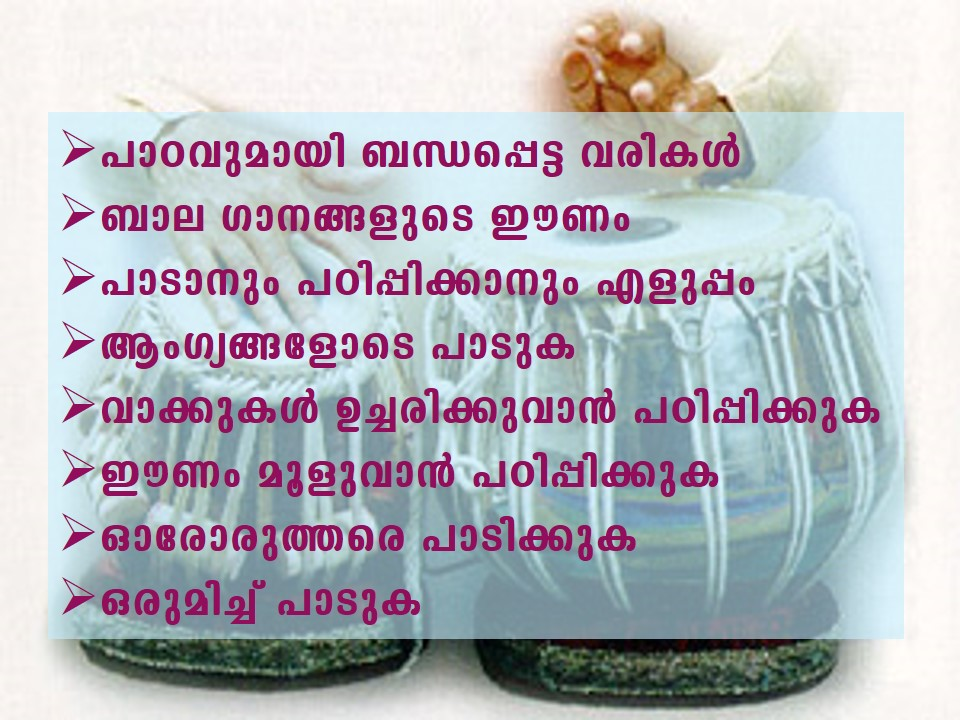 ➢പാഠവുമായി ബന്ധപ്പെട്ട വരികൾ
➢ബാല ഗാനങ്ങളുടെ ഈണം
➢പാടാനും പഠിപ്പിക്കാനും എളുപ്പം
➢ആംഗ്യങ്ങളോടെ പാടുക
➢വാക്കുകൾ ഉച്ചരിക്കുവാൻ പഠിപ്പിക്കുക
➢ഈണം മൂളുവാൻ പഠിപ്പിക്കുക
➢ഓരോരുത്തരെ പാടിക്കുക
➢ഒരുമിച്ച് പാടുക